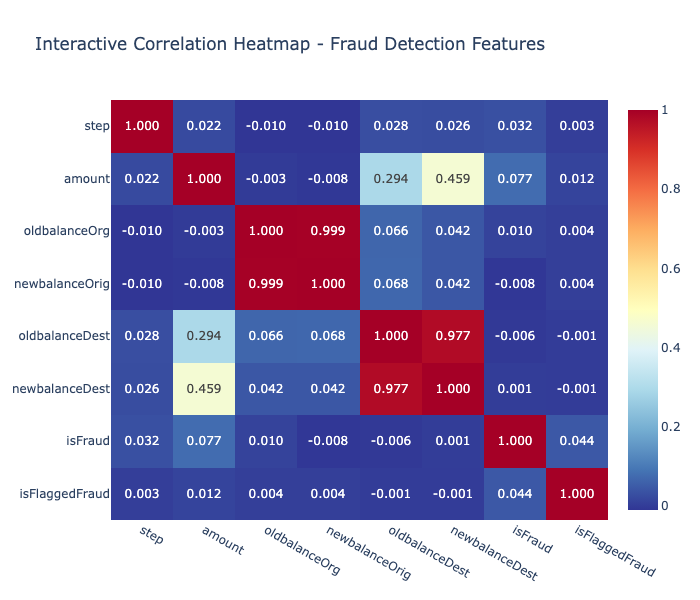 Interactive Correlation Heatmap - Fraud Detection Features
step 1.000 0.022 -0.010 -0.010 0.028 0.026 0.032 0.003
amount 0.022 1.000 -0.003 -0.008 0.294 0.459 0.077 0.012
oldbalanceOrg -0.010 -0.003 1.000 0.999 0.066 0.042 0.010 0.004
newbalanceOrig -0.010 -0.008 0.999 1.000 0.068 0.042 -0.008 0.004
oldbalanceDest 0.028 0.294 0.066 0.068 1.000 0.977 -0.006 -0.001
newbalanceDest 0.026 0.459 0.042 0.042 0.977 1.000 0.001 -0.001
isFraud 0.032 0.077 0.010 -0.008 -0.006 0.001 1.000 0.044
isFlaggedFraud 0.003 0.012 0.004 0.004 -0.001 -0.001 0.044 1.000
step amount oldbalanceOrg newbalanceOrig oldbalanceDest newbalanceDest isFraud isFlaggedFraud
1
0.8
0.6
0.4
0.2
0